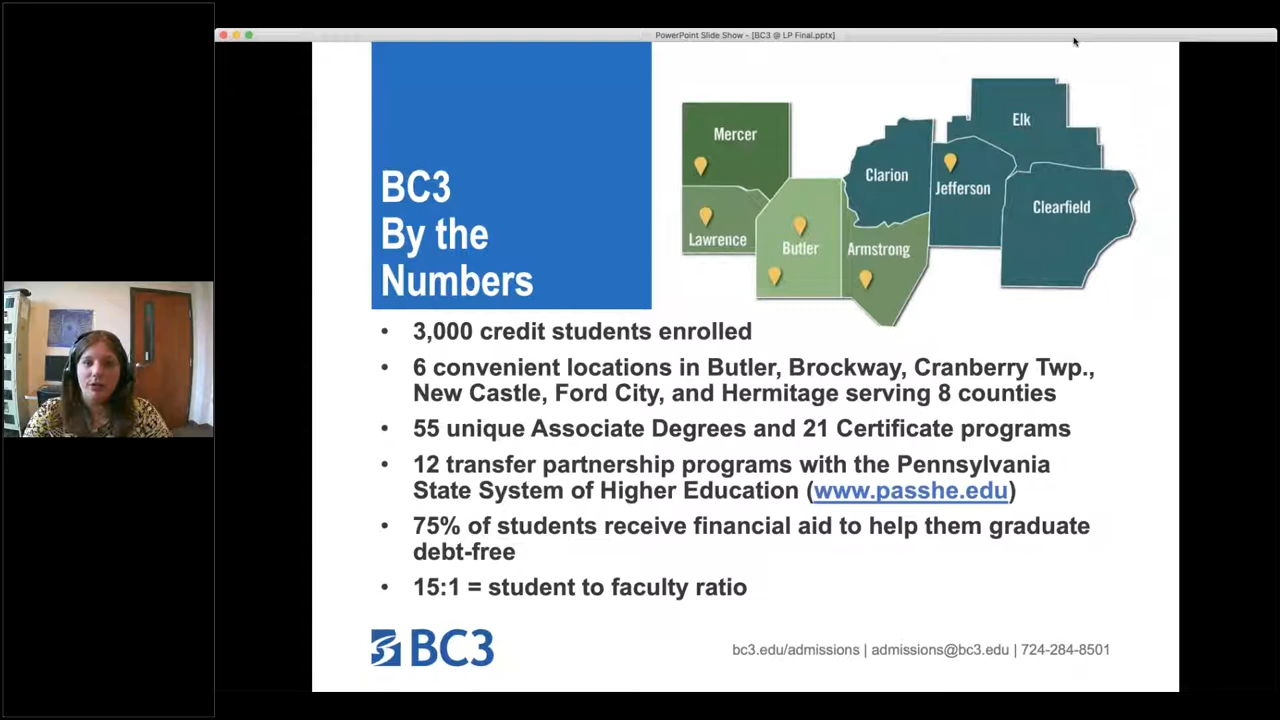 PowerPoint Slide Show - [BC3 @ LP Final.pptx]
BC3
By the
Numbers
Mercer
Lawrence
Butler
Armstrong
Clarion
Jefferson
Elk
Clearfield
• 3,000 credit students enrolled
• 6 convenient locations in Butler, Brockway, Cranberry Twp.,
New Castle, Ford City, and Hermitage serving 8 counties
• 55 unique Associate Degrees and 21 Certificate programs
• 12 transfer partnership programs with the Pennsylvania
State System of Higher Education (www.passhe.edu)
• 75% of students receive financial aid to help them graduate
debt-free
• 15:1 = student to faculty ratio
BC3
bc3.edu/admissions | admissions@bc3.edu | 724-284-8501